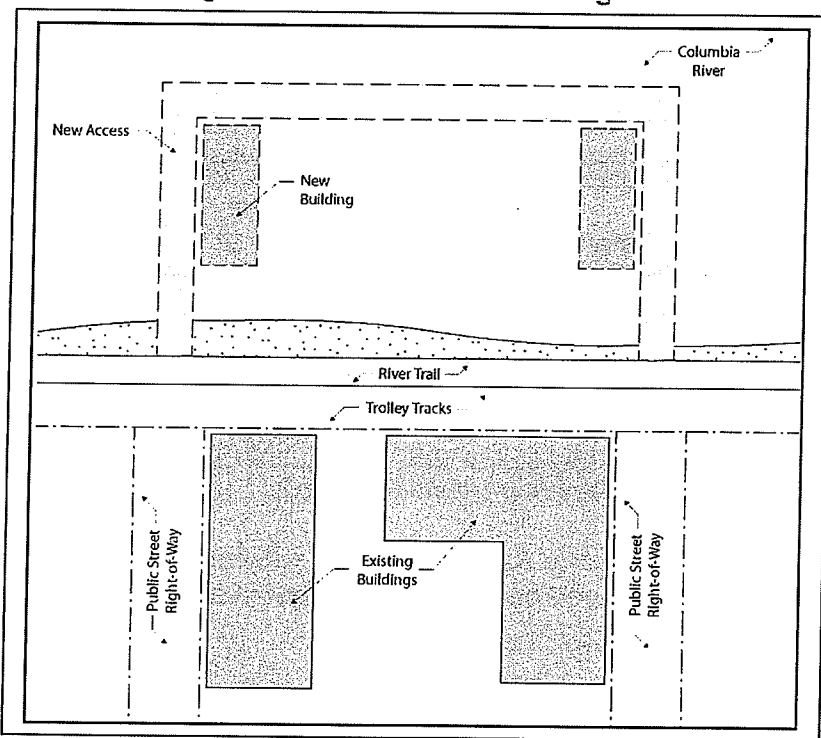 Columbia
River
New Access
New
Building
River Trail
Trolley Tracks
Public Street
Right-of-Way
Existing
Buildings
Public Street
Right-of-Way